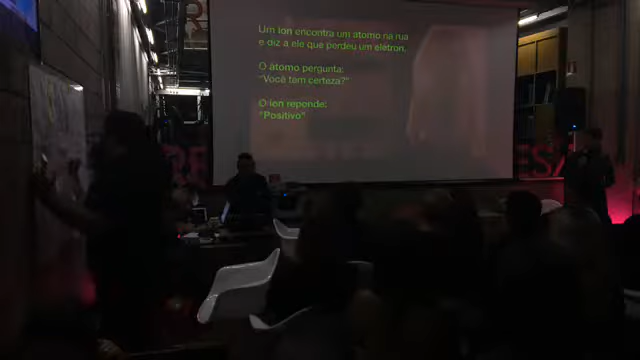 Um íon encontra um átomo na rua
e diz a ele que perdeu um elétron.
O átomo pergunta:
"Você tem certeza?"
O íon reponde:
"Positivo"